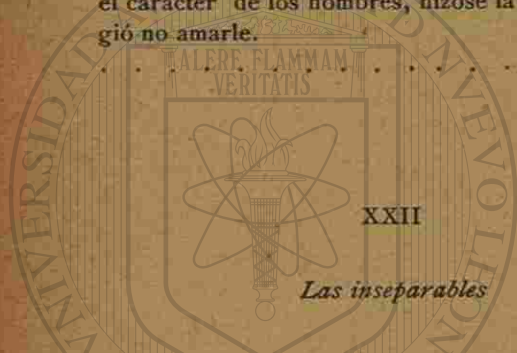 el carácter de los hombres, hízose la
gió no amarle.
ALERE FLAMMAM
VERITATIS
XXII
Las inseparables